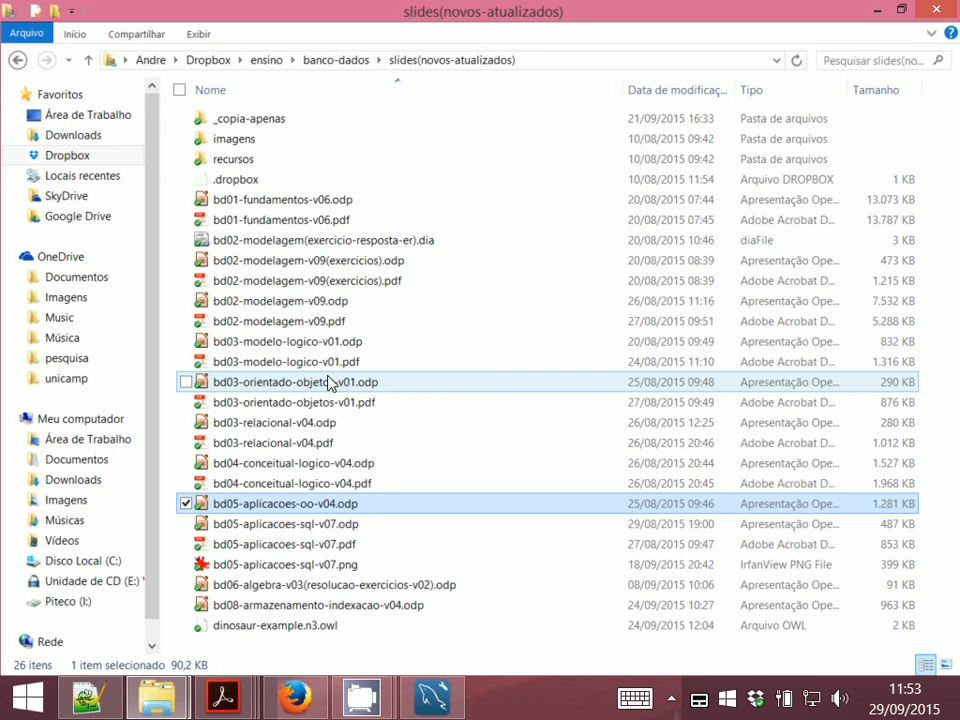 slides(novos-atualizados)
Arquivo Início Compartilhar Exibir
Andre Dropbox ensino banco-dados slides(novos-atualizados) Pesquisar slides(no...
Nome Data de modificaç... Tipo Tamanho
Favoritos
Área de Trabalho
Downloads
Dropbox
Locais recentes
SkyDrive
Google Drive
OneDrive
Documentos
Imagens
Music
Música
pesquisa
unicamp
Meu computador
Área de Trabalho
Documentos
Downloads
Imagens
Músicas
Vídeos
Disco Local (C:)
Unidade de CD (E:) V
Piteco (I:)
Rede
_copia-apenas 21/09/2015 16:33 Pasta de arquivos
imagens 10/08/2015 09:42 Pasta de arquivos
recursos 10/08/2015 09:42 Pasta de arquivos
.dropbox 10/08/2015 11:54 Arquivo DROPBOX 1 KB
bd01-fundamentos-v06.odp 20/08/2015 07:44 Apresentação Ope... 13.073 KB
bd01-fundamentos-v06.pdf 20/08/2015 07:45 Adobe Acrobat D... 13.787 KB
bd02-modelagem(exercicio-resposta-er).dia 20/08/2015 10:46 diaFile 3 KB
bd02-modelagem-v09(exercicios).odp 20/08/2015 08:39 Apresentação Ope... 473 KB
bd02-modelagem-v09(exercicios).pdf 20/08/2015 08:39 Adobe Acrobat D... 1.215 KB
bd02-modelagem-v09.odp 26/08/2015 11:16 Apresentação Ope... 7.532 KB
bd02-modelagem-v09.pdf 27/08/2015 09:51 Adobe Acrobat D... 5.288 KB
bd03-modelo-logico-v01.odp 20/08/2015 09:49 Apresentação Ope... 832 KB
bd03-modelo-logico-v01.pdf 24/08/2015 11:10 Adobe Acrobat D... 1.316 KB
bd03-orientado-objetos-v01.odp 25/08/2015 09:48 Apresentação Ope... 290 KB
bd03-orientado-objetos-v01.pdf 27/08/2015 09:49 Adobe Acrobat D... 876 KB
bd03-relacional-v04.odp 26/08/2015 12:25 Apresentação Ope... 280 KB
bd03-relacional-v04.pdf 26/08/2015 20:46 Adobe Acrobat D... 1.012 KB
bd04-conceitual-logico-v04.odp 26/08/2015 20:44 Apresentação Ope... 1.527 KB
bd04-conceitual-logico-v04.pdf 26/08/2015 20:45 Adobe Acrobat D... 1.968 KB
bd05-aplicacoes-oo-v04.odp 25/08/2015 09:46 Apresentação Ope... 1.281 KB
bd05-aplicacoes-sql-v07.odp 29/08/2015 19:00 Apresentação Ope... 487 KB
bd05-aplicacoes-sql-v07.pdf 27/08/2015 09:47 Adobe Acrobat D... 853 KB
bd05-aplicacoes-sql-v07.png 18/09/2015 20:42 IrfanView PNG File 399 KB
bd06-algebra-v03(resolucao-exercicios-v02).odp 08/09/2015 10:06 Apresentação Ope... 91 KB
bd08-armazenamento-indexacao-v04.odp 24/09/2015 10:27 Apresentação Ope... 963 KB
dinosaur-example.n3.owl 24/09/2015 12:04 Arquivo OWL 2 KB
26 itens 1 item selecionado 90,2 KB
11:53
29/09/2015